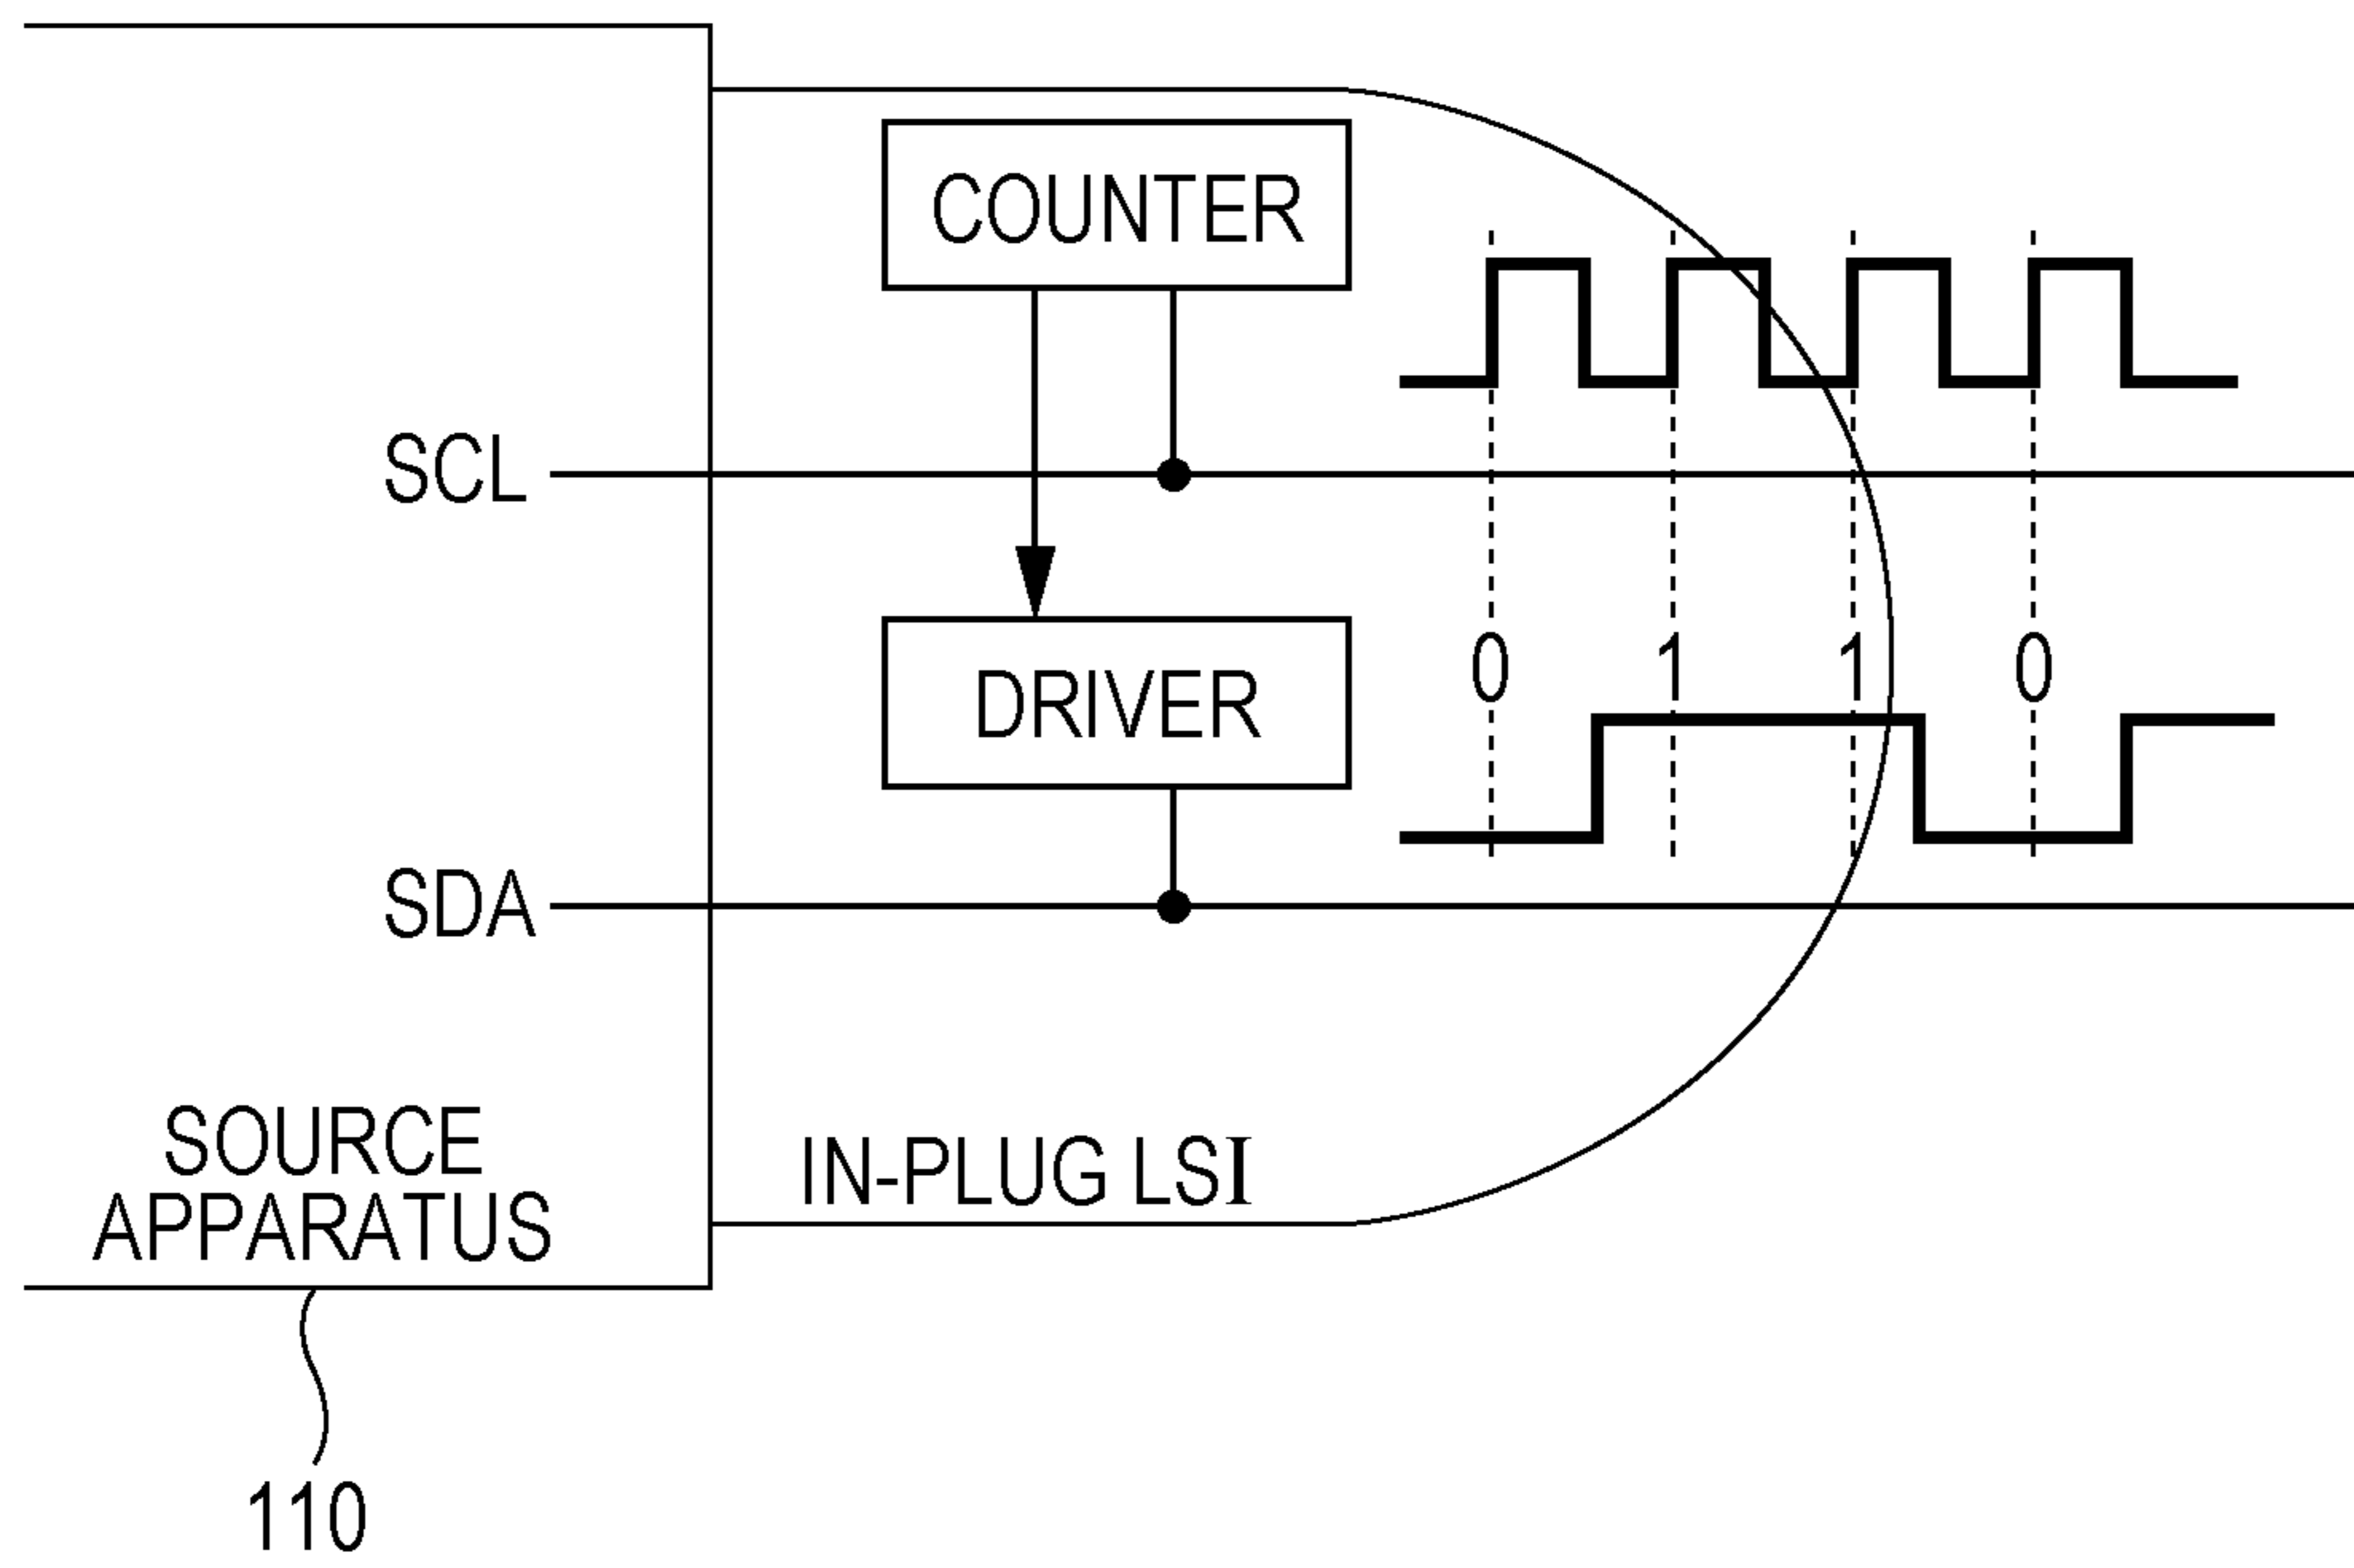 COUNTER
SCL
0 1 1 0
DRIVER
SDA
SOURCE
APPARATUS
IN-PLUG LSI
110